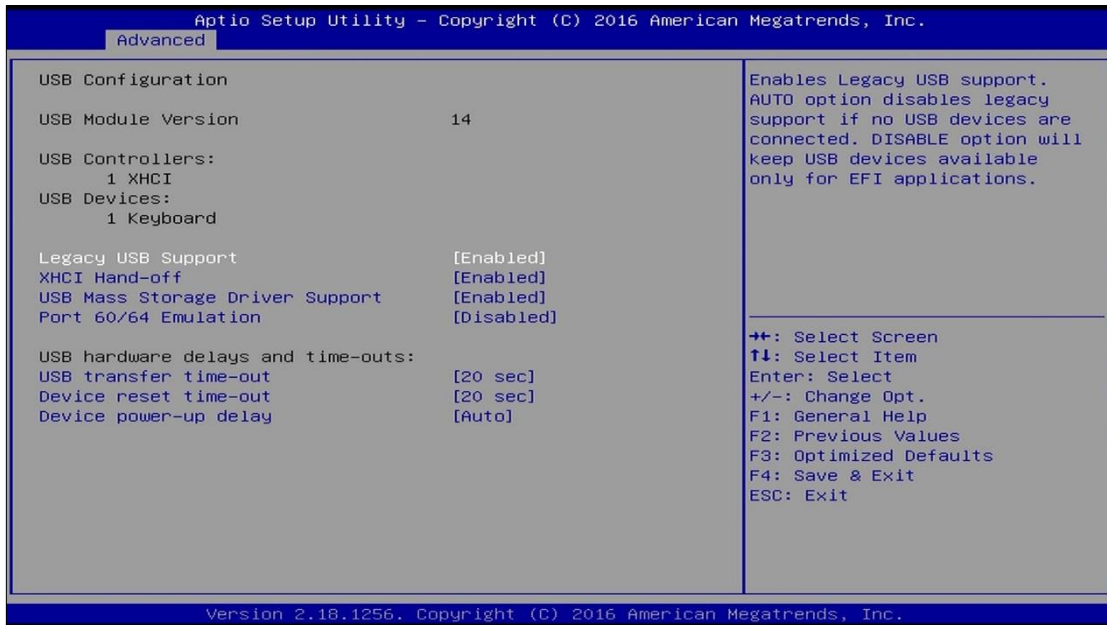 Aptio Setup Utility – Copyright (C) 2016 American Megatrends, Inc.
Advanced
USB Configuration
USB Module Version 14
USB Controllers:
1 XHCI
USB Devices:
1 Keyboard
Legacy USB Support [Enabled]
XHCI Hand-off [Enabled]
USB Mass Storage Driver Support [Enabled]
Port 60/64 Emulation [Disabled]
USB hardware delays and time-outs:
USB transfer time-out [20 sec]
Device reset time-out [20 sec]
Device power-up delay [Auto]
Enables Legacy USB support.
AUTO option disables legacy
support if no USB devices are
connected. DISABLE option will
keep USB devices available
only for EFI applications.
→←: Select Screen
↑↓: Select Item
Enter: Select
+/-: Change Opt.
F1: General Help
F2: Previous Values
F3: Optimized Defaults
F4: Save & Exit
ESC: Exit
Version 2.18.1256. Copyright (C) 2016 American Megatrends, Inc.